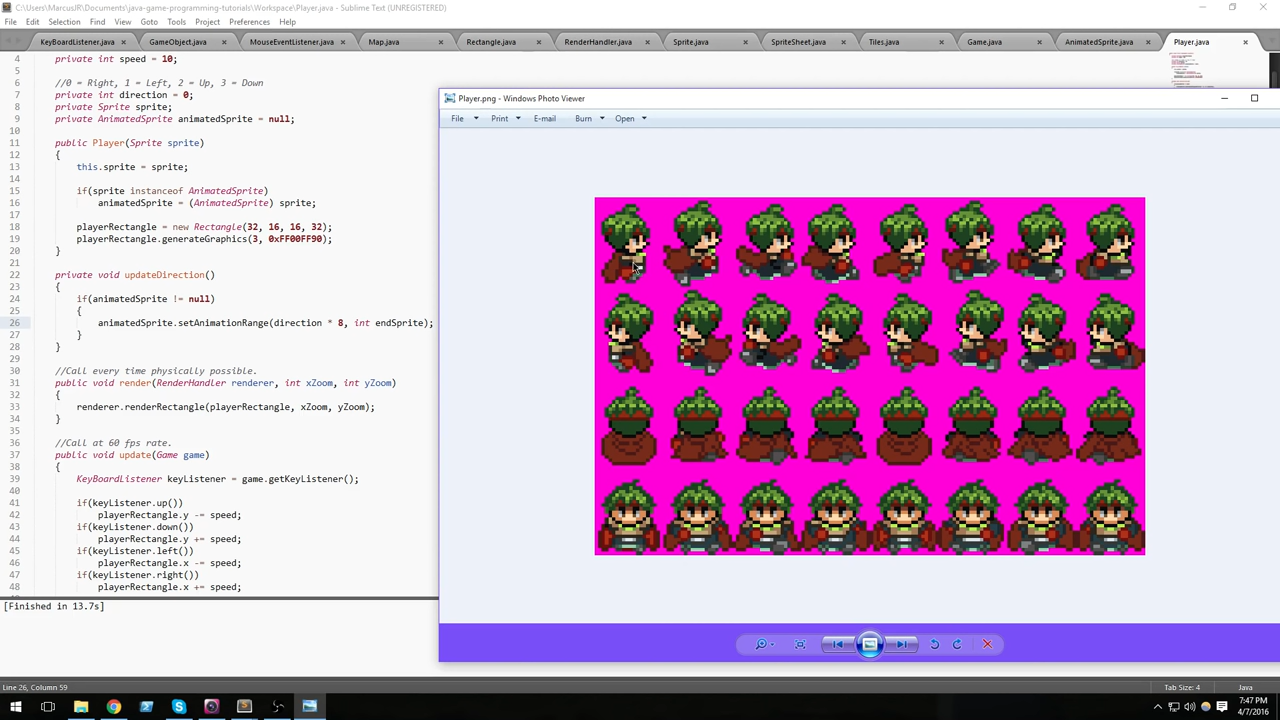 C:\Users\MarcusJR\Documents\java-game-programming-tutorials\Workspace\Player.java - Sublime Text (UNREGISTERED)
File Edit Selection Find View Goto Tools Project Preferences Help
KeyBoardListener.java × GameObject.java × MouseEventListener.java × Map.java × Rectangle.java × RenderHandler.java × Sprite.java × SpriteSheet.java × Tiles.java × Game.java × AnimatedSprite.java × Player.java ×
4 private int speed = 10;
5
6 //0 = Right, 1 = Left, 2 = Up, 3 = Down
7 private int direction = 0;
8 private Sprite sprite;
9 private AnimatedSprite animatedSprite = null;
10
11 public Player(Sprite sprite)
12 {
13 this.sprite = sprite;
14
15 if(sprite instanceof AnimatedSprite)
16 animatedSprite = (AnimatedSprite) sprite;
17
18 playerRectangle = new Rectangle(32, 16, 16, 32);
19 playerRectangle.generateGraphics(3, 0xFF00FF90);
20 }
21
22 private void updateDirection()
23 {
24 if(animatedSprite != null)
25 {
26 animatedSprite.setAnimationRange(direction * 8, int endSprite);
27 }
28 }
29
30 //Call every time physically possible.
31 public void render(RenderHandler renderer, int xZoom, int yZoom)
32 {
33 renderer.renderRectangle(playerRectangle, xZoom, yZoom);
34 }
35
36 //Call at 60 fps rate.
37 public void update(Game game)
38 {
39 KeyBoardListener keyListener = game.getKeyListener();
40
41 if(keyListener.up())
42 playerRectangle.y -= speed;
43 if(keyListener.down())
44 playerRectangle.y += speed;
45 if(keyListener.left())
46 playerRectangle.x -= speed;
47 if(keyListener.right())
48 playerRectangle.x += speed;
[Finished in 13.7s]
Player.png - Windows Photo Viewer
File Print E-mail Burn Open
Line 26, Column 59 Tab Size: 4 Java
7:47 PM
4/7/2016